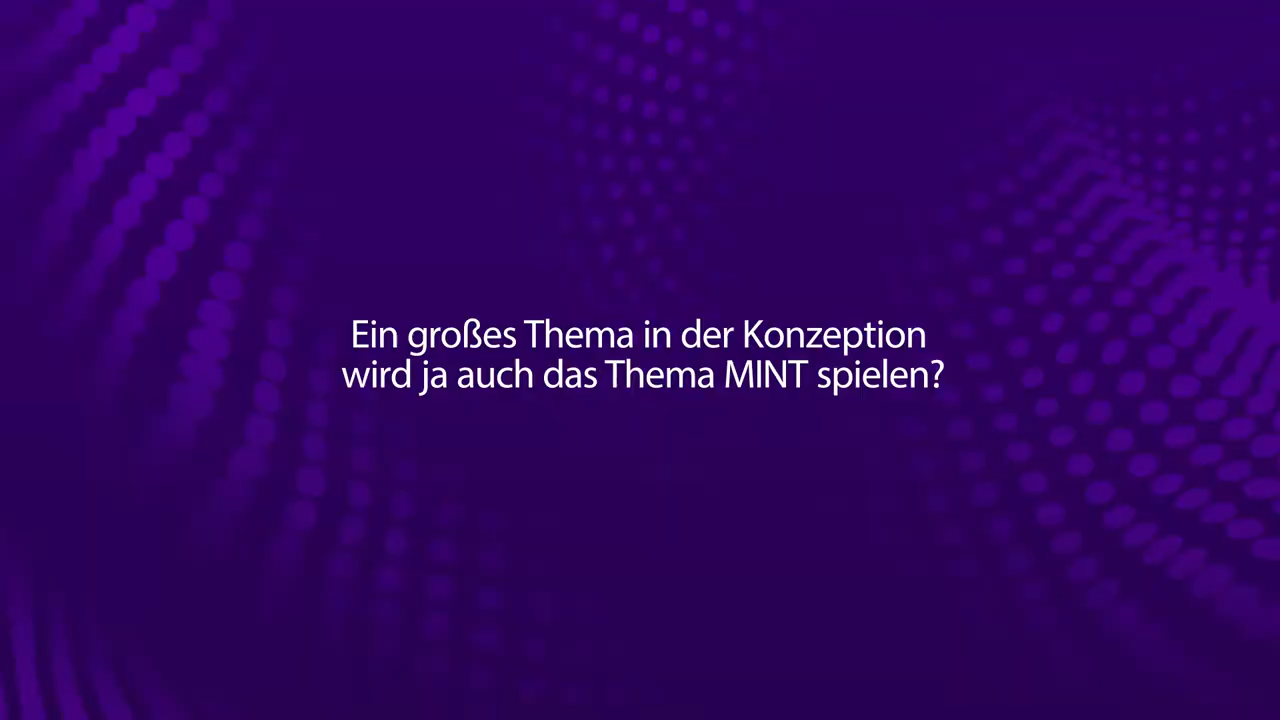 Ein großes Thema in der Konzeption
wird ja auch das Thema MINT spielen?